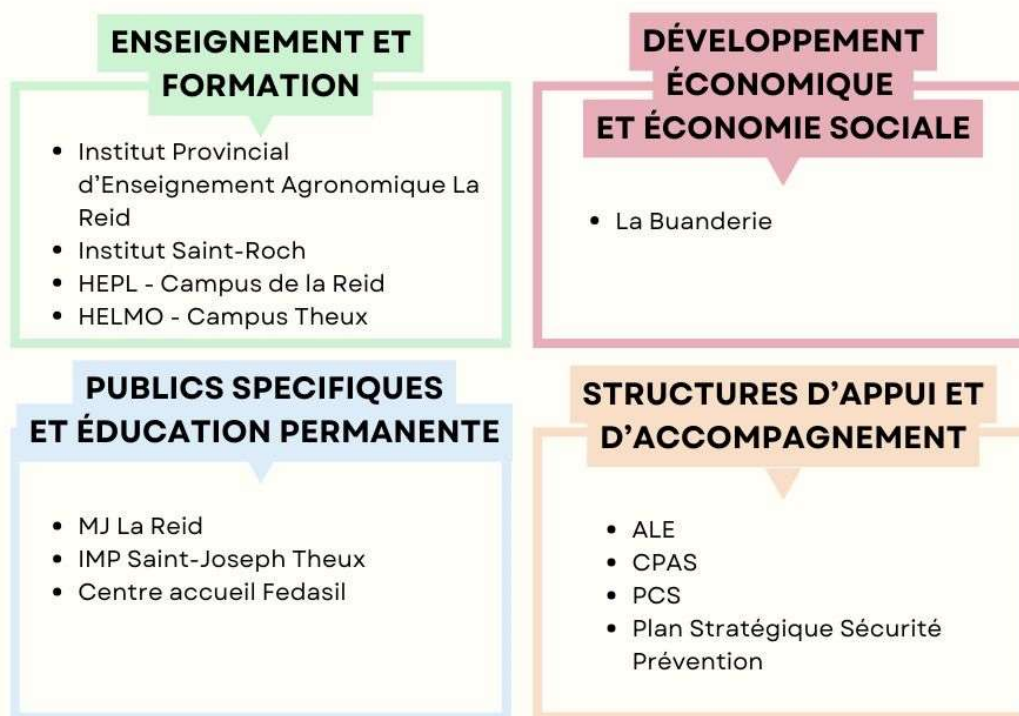 ENSEIGNEMENT ET
FORMATION
• Institut Provincial
d'Enseignement Agronomique La
Reid
• Institut Saint-Roch
• HEPL - Campus de la Reid
• HELMO - Campus Theux
DÉVELOPPEMENT
ÉCONOMIQUE
ET ÉCONOMIE SOCIALE
• La Buanderie
PUBLICS SPECIFIQUES
ET ÉDUCATION PERMANENTE
• MJ La Reid
• IMP Saint-Joseph Theux
• Centre accueil Fedasil
STRUCTURES D'APPUI ET
D'ACCOMPAGNEMENT
• ALE
• CPAS
• PCS
• Plan Stratégique Sécurité
Prévention